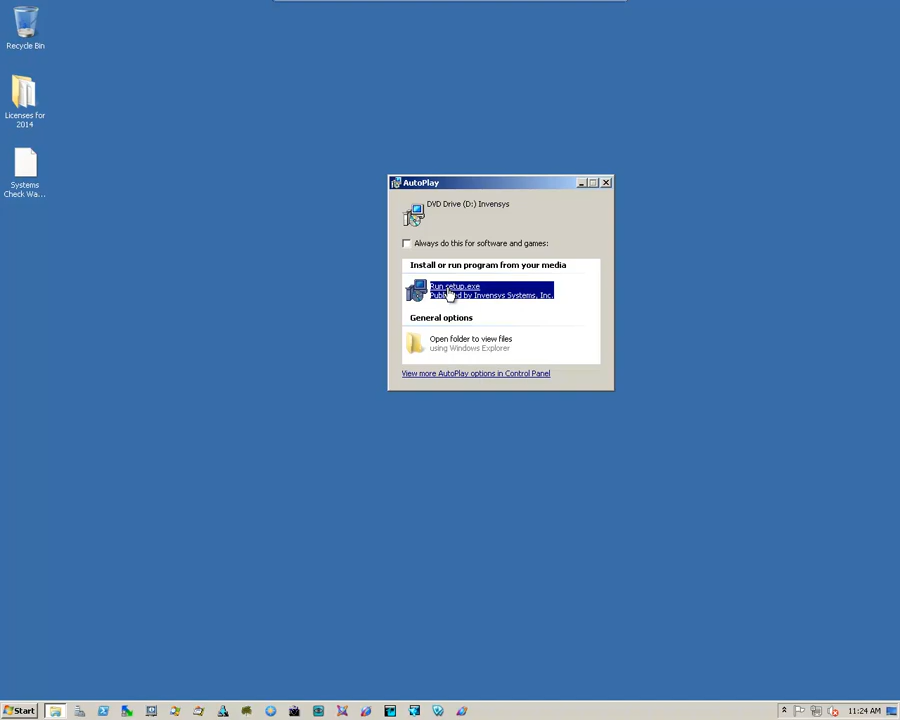 Recycle Bin
Licenses for
2014
Systems
Check Wa...
AutoPlay
DVD Drive (D:) Invensys
Always do this for software and games:
Install or run program from your media
Run setup.exe
Published by Invensys Systems, Inc.
General options
Open folder to view files
using Windows Explorer
View more AutoPlay options in Control Panel
Start
11:24 AM